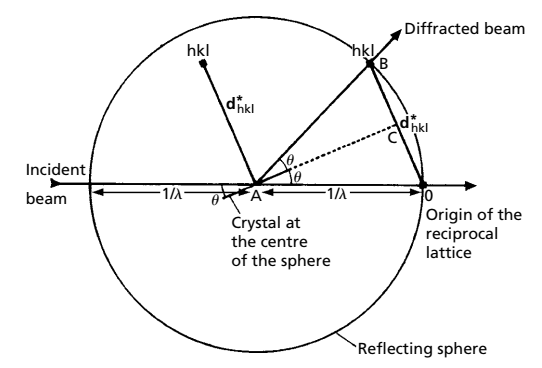 Diffracted beam
hkl
hkl
B
d*hkl
d*hkl
C
θ
θ
Incident
beam
1/λ
θ
A
1/λ
0
Crystal at
the centre
of the sphere
Origin of the
reciprocal
lattice
Reflecting sphere